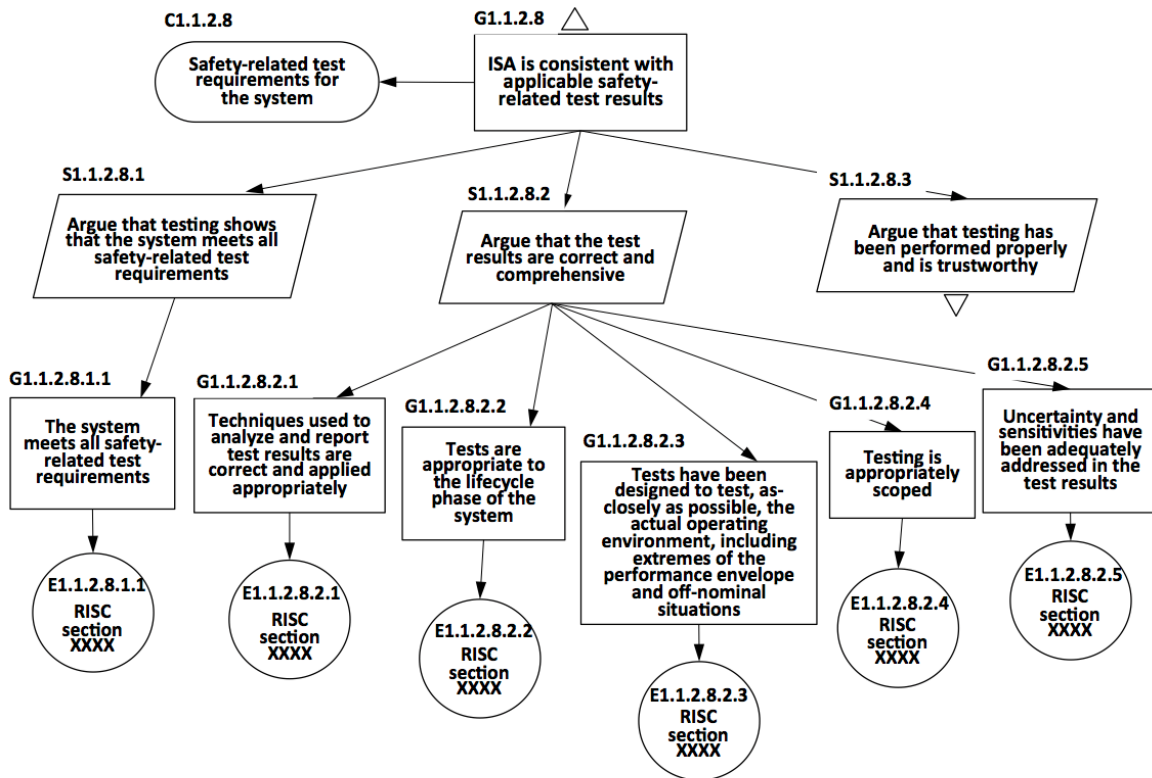 C1.1.2.8
Safety-related test
requirements for
the system
G1.1.2.8
ISA is consistent with
applicable safety-
related test results
S1.1.2.8.1
Argue that testing shows
that the system meets all
safety-related test
requirements
S1.1.2.8.2
Argue that the test
results are correct and
comprehensive
S1.1.2.8.3
Argue that testing has
been performed properly
and is trustworthy
G1.1.2.8.1.1
The system
meets all safety-
related test
requirements
G1.1.2.8.2.1
Techniques used to
analyze and report
test results are
correct and applied
appropriately
G1.1.2.8.2.2
Tests are
appropriate to
the lifecycle
phase of the
system
G1.1.2.8.2.3
Tests have been
designed to test, as-
closely as possible, the
actual operating
environment, including
extremes of the
performance envelope
and off-nominal
situations
G1.1.2.8.2.4
Testing is
appropriately
scoped
G1.1.2.8.2.5
Uncertainty and
sensitivities have
been adequately
addressed in the
test results
E1.1.2.8.1.1
RISC
section
XXXX
E1.1.2.8.2.1
RISC
section
XXXX
E1.1.2.8.2.2
RISC
section
XXXX
E1.1.2.8.2.3
RISC
section
XXXX
E1.1.2.8.2.4
RISC
section
XXXX
E1.1.2.8.2.5
RISC
section
XXXX